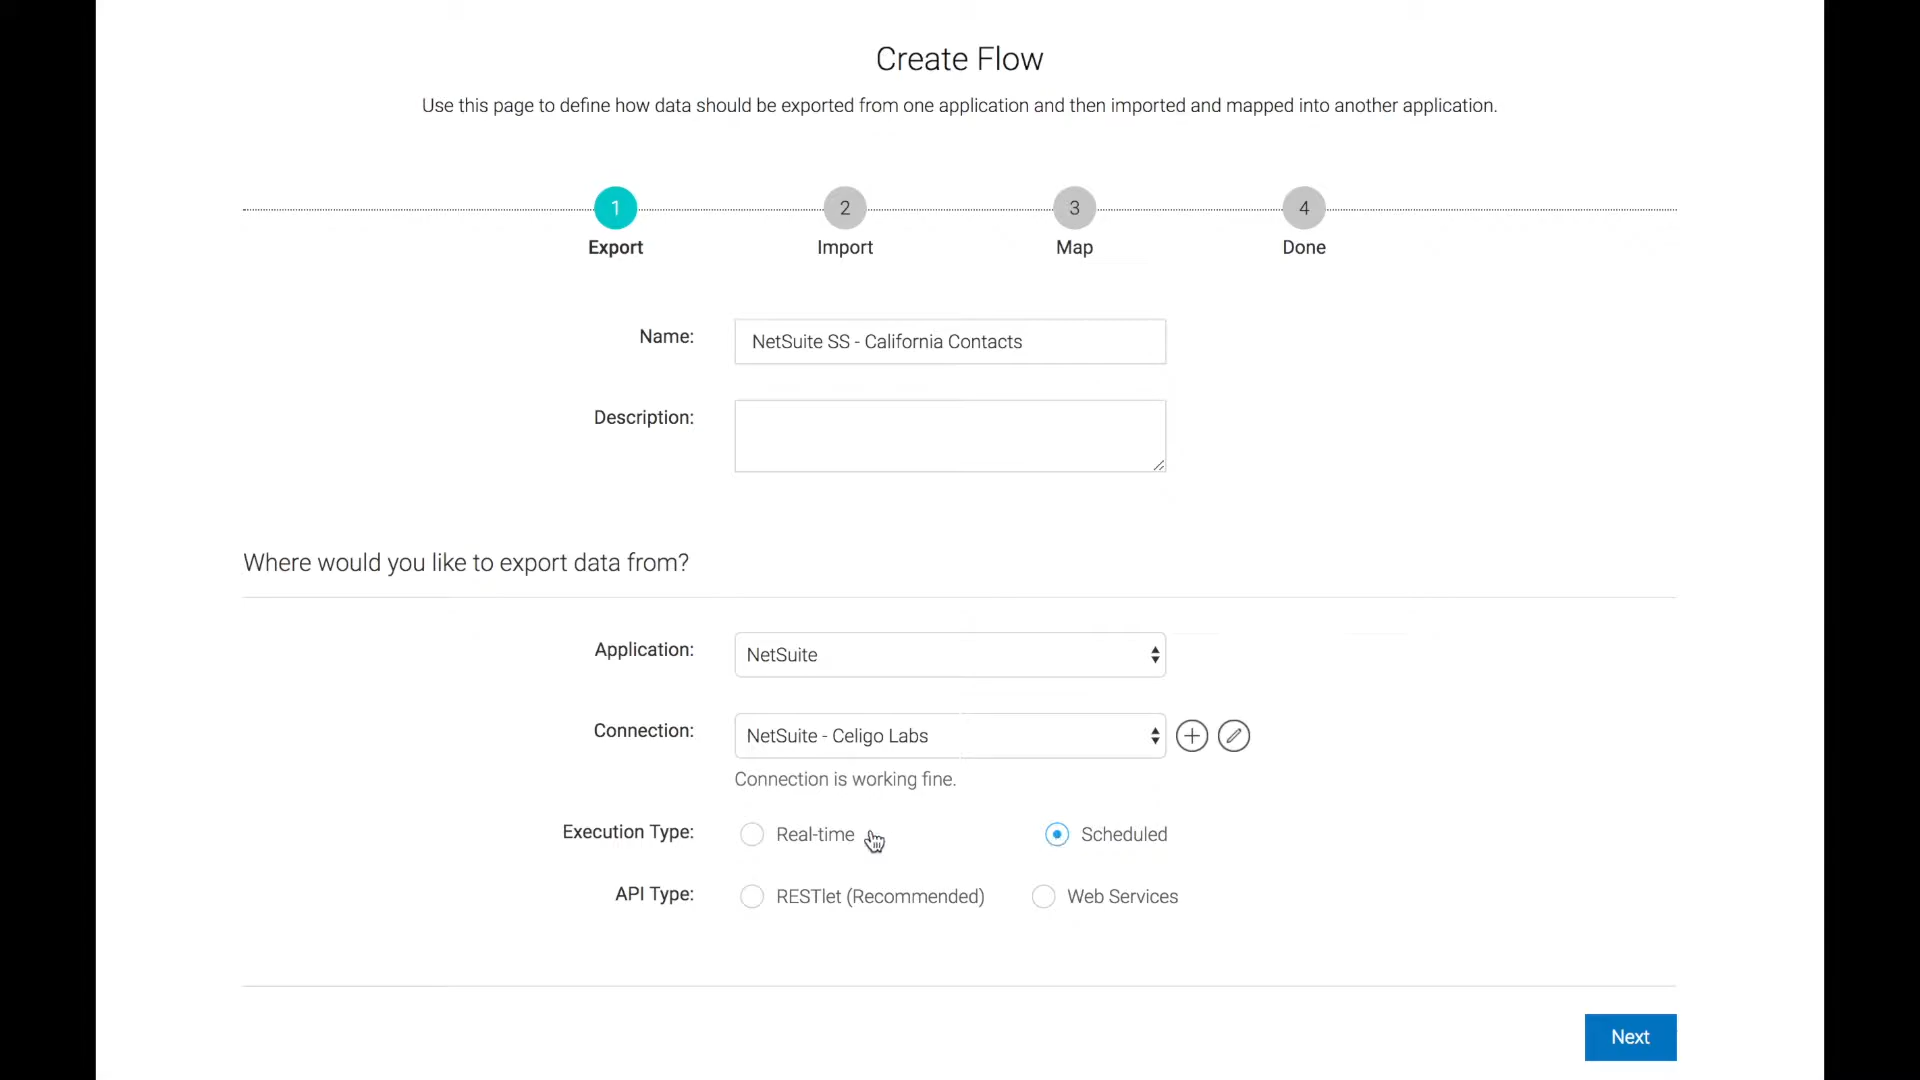 Create Flow
Use this page to define how data should be exported from one application and then imported and mapped into another application.
1
2
3
4
Export
Import
Map
Done
Name:
NetSuite SS - California Contacts
Description:
Where would you like to export data from?
Application:
NetSuite
Connection:
NetSuite - Celigo Labs
Connection is working fine.
Execution Type:
Real-time
Scheduled
API Type:
RESTlet (Recommended)
Web Services
Next